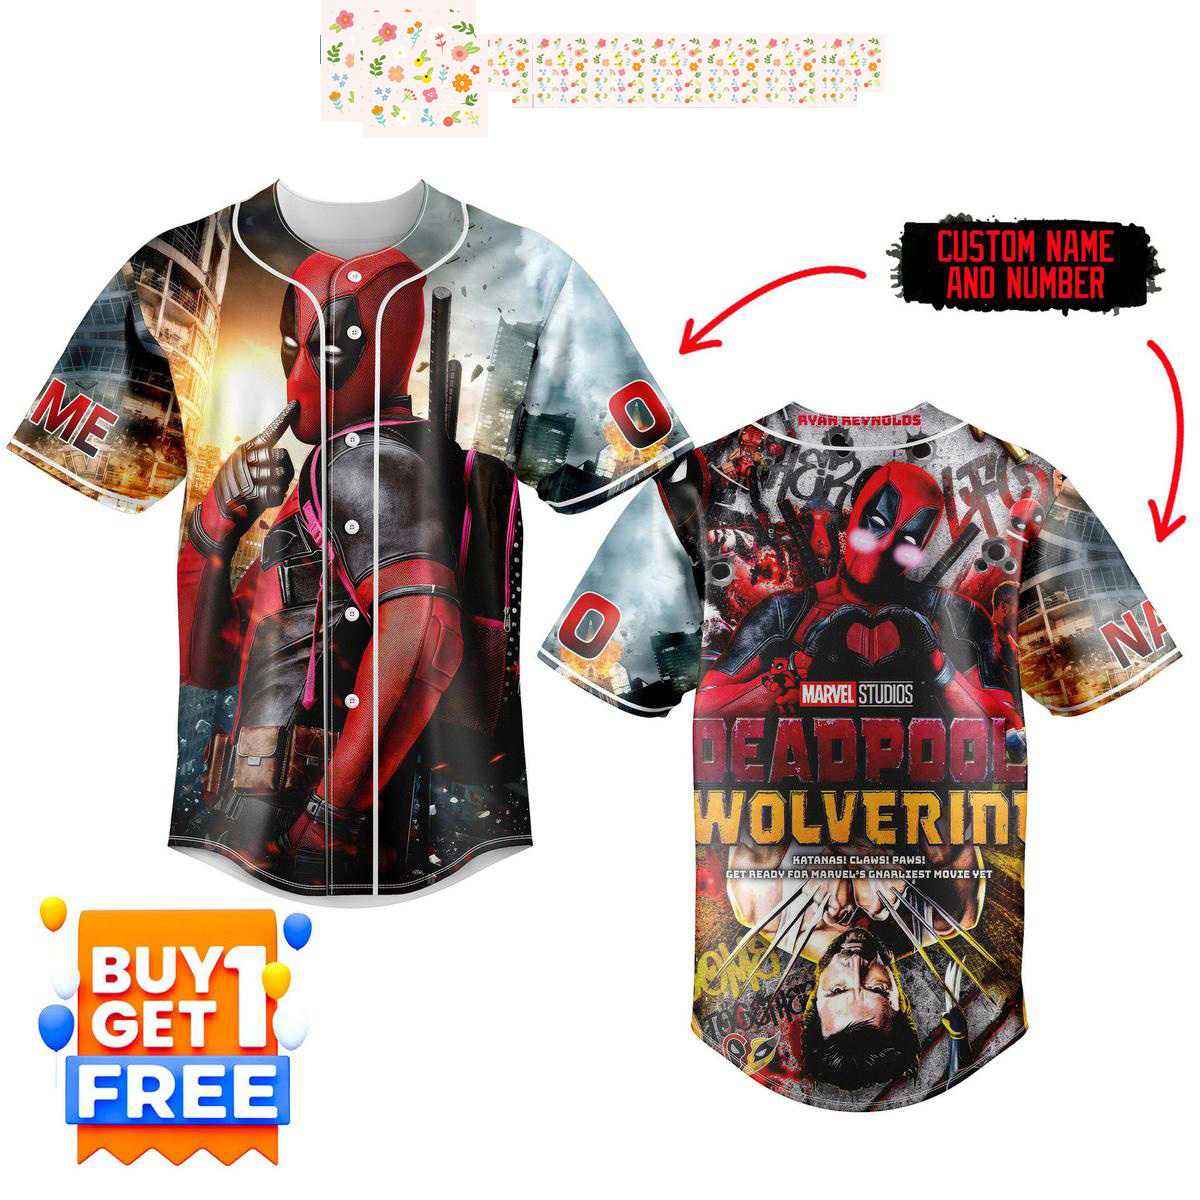 CUSTOM NAME
AND NUMBER
ME
0
RYAN REYNOLDS
0
NA
MARVEL STUDIOS
DEADPOOL
WOLVERINE
KATANAS! CLAWS! PAWS!
GET READY FOR MARVEL'S GNARLIEST MOVIE YET
TOGETHER
BUY 1
GET
FREE